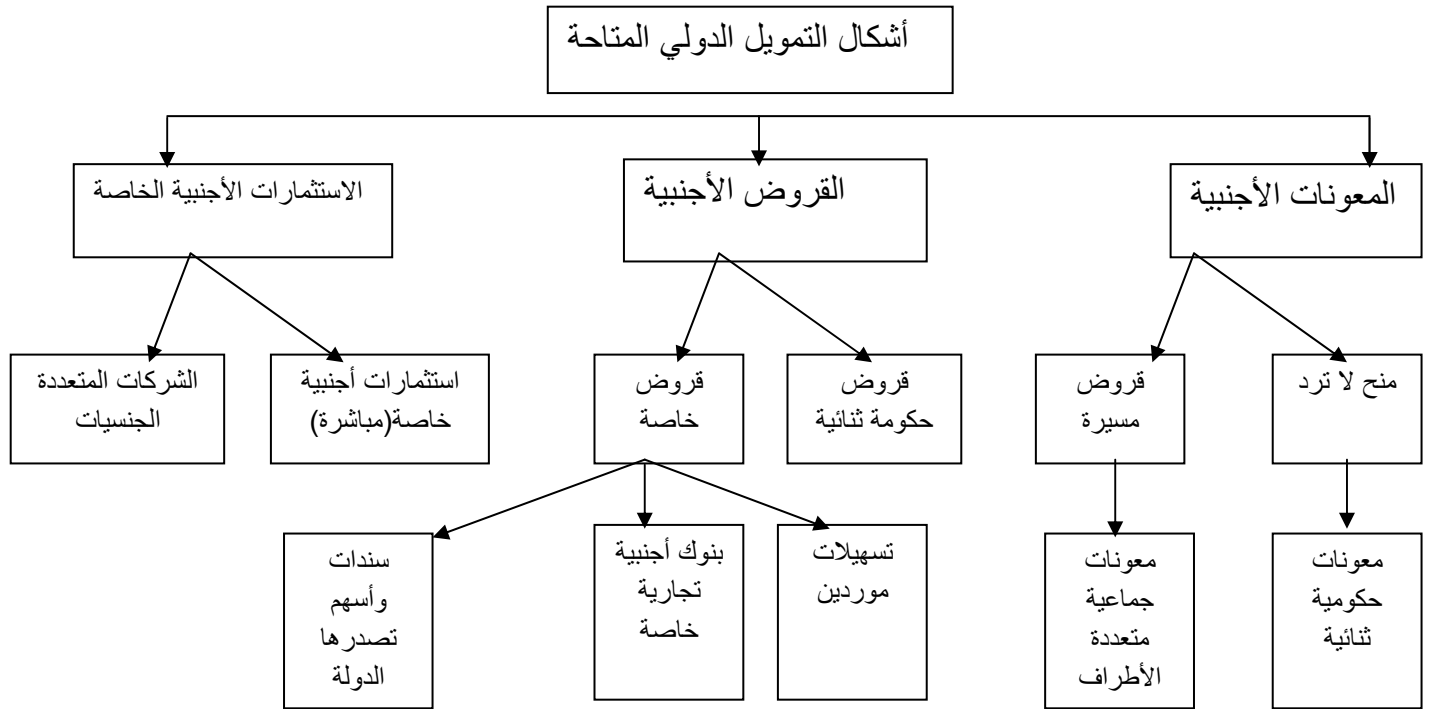 أشكال التمويل الدولي المتاحة
المعونات الأجنبية
القروض الأجنبية
الاستثمارات الأجنبية الخاصة
منح لا ترد
قروض
مسيرة
قروض
حكومة ثنائية
قروض
خاصة
استثمارات أجنبية
خاصة(مباشرة)
الشركات المتعددة
الجنسيات
معونات
حكومية
ثنائية
معونات
جماعية
متعددة
الأطراف
تسهيلات
موردين
بنوك أجنبية
تجارية
خاصة
سندات
وأسهم
تصدرها
الدولة